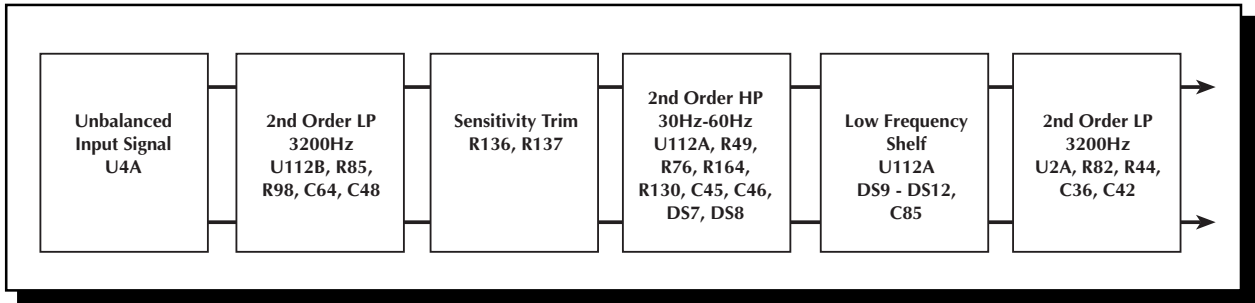 Unbalanced
Input Signal
U4A
2nd Order LP
3200Hz
U112B, R85,
R98, C64, C48
Sensitivity Trim
R136, R137
2nd Order HP
30Hz-60Hz
U112A, R49,
R76, R164,
R130, C45, C46,
DS7, DS8
Low Frequency
Shelf
U112A
DS9 - DS12,
C85
2nd Order LP
3200Hz
U2A, R82, R44,
C36, C42